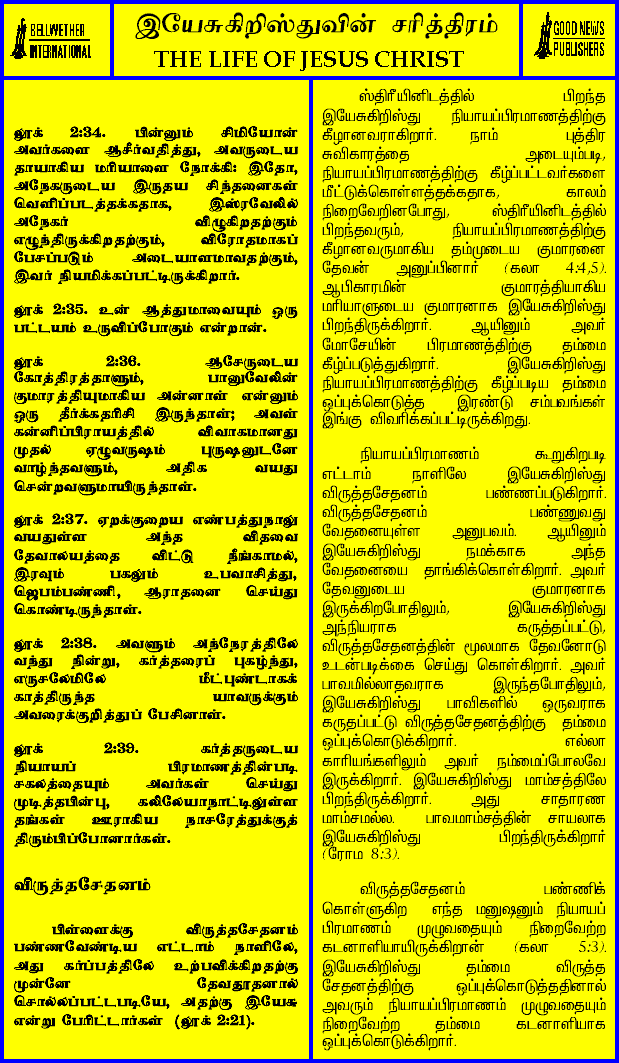 BELLWETHER
INTERNATIONAL
இயேசுகிறிஸ்துவின் சரித்திரம்
THE LIFE OF JESUS CHRIST
GOOD NEWS
PUBLISHERS
லூக் 2:34. பின்னும் சிமியோன்
அவர்களை ஆசீர்வதித்து, அவருடைய
தாயாகிய மரியாளை நோக்கி: இதோ,
அநேகருடைய இருதய சிந்தனைகள்
வெளிப்படத்தக்கதாக, இஸ்ரவேலில்
அநேகர் விழுகிறதற்கும்
எழுந்திருக்கிறதற்கும், விரோதமாகப்
பேசப்படும் அடையாளமாவதற்கும்,
இவர் நியமிக்கப்பட்டிருக்கிறார்.
லூக் 2:35. உன் ஆத்துமாவையும் ஒரு
பட்டயம் உருவிப்போகும் என்றான்.
லூக் 2:36. ஆசேருடைய
கோத்திரத்தாளும், பானுவேலின்
குமாரத்தியுமாகிய அன்னாள் என்னும்
ஒரு தீர்க்கதரிசி இருந்தாள்; அவள்
கன்னிப்பிராயத்தில் விவாகமானது
முதல் ஏழுவருஷம் புருஷனுடனே
வாழ்ந்தவளும், அதிக வயது
சென்றவளுமாயிருந்தாள்.
லூக் 2:37. ஏறக்குறைய எண்பத்துநாலு
வயதுள்ள அந்த விதவை
தேவாலயத்தை விட்டு நீங்காமல்,
இரவும் பகலும் உபவாசித்து,
ஜெபம்பண்ணி, ஆராதனை செய்து
கொண்டிருந்தாள்.
லூக் 2:38. அவளும் அந்நேரத்திலே
வந்து நின்று, கர்த்தரைப் புகழ்ந்து,
எருசலேமிலே மீட்புண்டாகக்
காத்திருந்த யாவருக்கும்
அவரைக்குறித்துப் பேசினாள்.
லூக் 2:39. கர்த்தருடைய
நியாயப் பிரமாணத்தின்படி
சகலத்தையும் அவர்கள் செய்து
முடித்தபின்பு, கலிலேயாநாட்டிலுள்ள
தங்கள் ஊராகிய நாசரேத்துக்குத்
திரும்பிப்போனார்கள்.
விருத்தசேதனம்
பிள்ளைக்கு விருத்தசேதனம்
பண்ணவேண்டிய எட்டாம் நாளிலே,
அது கர்ப்பத்திலே உற்பவிக்கிறதற்கு
முன்னே தேவதூதனால்
சொல்லப்பட்டபடியே, அதற்கு இயேசு
என்று பேரிட்டார்கள் (லூக் 2:21).
ஸ்திரீயினிடத்தில் பிறந்த
இயேசுகிறிஸ்து நியாயப்பிரமாணத்திற்கு
கீழானவராகிறார். நாம் புத்திர
சுவிகாரத்தை அடையும்படி,
நியாயப்பிரமாணத்திற்கு கீழ்ப்பட்டவர்களை
மீட்டுக்கொள்ளத்தக்கதாக, காலம்
நிறைவேறினபோது, ஸ்திரீயினிடத்தில்
பிறந்தவரும், நியாயப்பிரமாணத்திற்கு
கீழானவருமாகிய தம்முடைய குமாரனை
தேவன் அனுப்பினார் (கலா 4:4,5).
ஆபிகாரமின் குமாரத்தியாகிய
மரியாளுடைய குமாரனாக இயேசுகிறிஸ்து
பிறந்திருக்கிறார். ஆயினும் அவர்
மோசேயின் பிரமாணத்திற்கு தம்மை
கீழ்ப்படுத்துகிறார். இயேசுகிறிஸ்து
நியாயப்பிரமாணத்திற்கு கீழ்ப்படிய தம்மை
ஒப்புக்கொடுத்த இரண்டு சம்பவங்கள்
இங்கு விவரிக்கப்பட்டிருக்கிறது.
நியாயப்பிரமாணம் கூறுகிறபடி
எட்டாம் நாளிலே இயேசுகிறிஸ்து
விருத்தசேதனம் பண்ணப்படுகிறார்.
விருத்தசேதனம் பண்ணுவது
வேதனையுள்ள அனுபவம். ஆயினும்
இயேசுகிறிஸ்து நமக்காக அந்த
வேதனையை தாங்கிக்கொள்கிறார். அவர்
தேவனுடைய குமாரனாக
இருக்கிறபோதிலும், இயேசுகிறிஸ்து
அந்நியராக கருத்தப்பட்டு,
விருத்தசேதனத்தின் மூலமாக தேவனோடு
உடன்படிக்கை செய்து கொள்கிறார். அவர்
பாவமில்லாதவராக இருந்தபோதிலும்,
இயேசுகிறிஸ்து பாவிகளில் ஒருவராக
கருதப்பட்டு விருத்தசேதனத்திற்கு தம்மை
ஒப்புக்கொடுக்கிறார். எல்லா
காரியங்களிலும் அவர் நம்மைப்போலவே
இருக்கிறார். இயேசுகிறிஸ்து மாம்சத்திலே
பிறந்திருக்கிறார். அது சாதாரண
மாம்சமல்ல. பாவமாம்சத்தின் சாயலாக
இயேசுகிறிஸ்து பிறந்திருக்கிறார்
(ரோம 8:3).
விருத்தசேதனம் பண்ணிக்
கொள்ளுகிற எந்த மனுஷனும் நியாயப்
பிரமாணம் முழுவதையும் நிறைவேற்ற
கடனாளியாயிருக்கிறான் (கலா 5:3).
இயேசுகிறிஸ்து தம்மை விருத்த
சேதனத்திற்கு ஒப்புக்கொடுத்ததினால்
அவரும் நியாயப்பிரமாணம் முழுவதையும்
நிறைவேற்ற தம்மை கடனாளியாக
ஒப்புக்கொடுக்கிறார்.